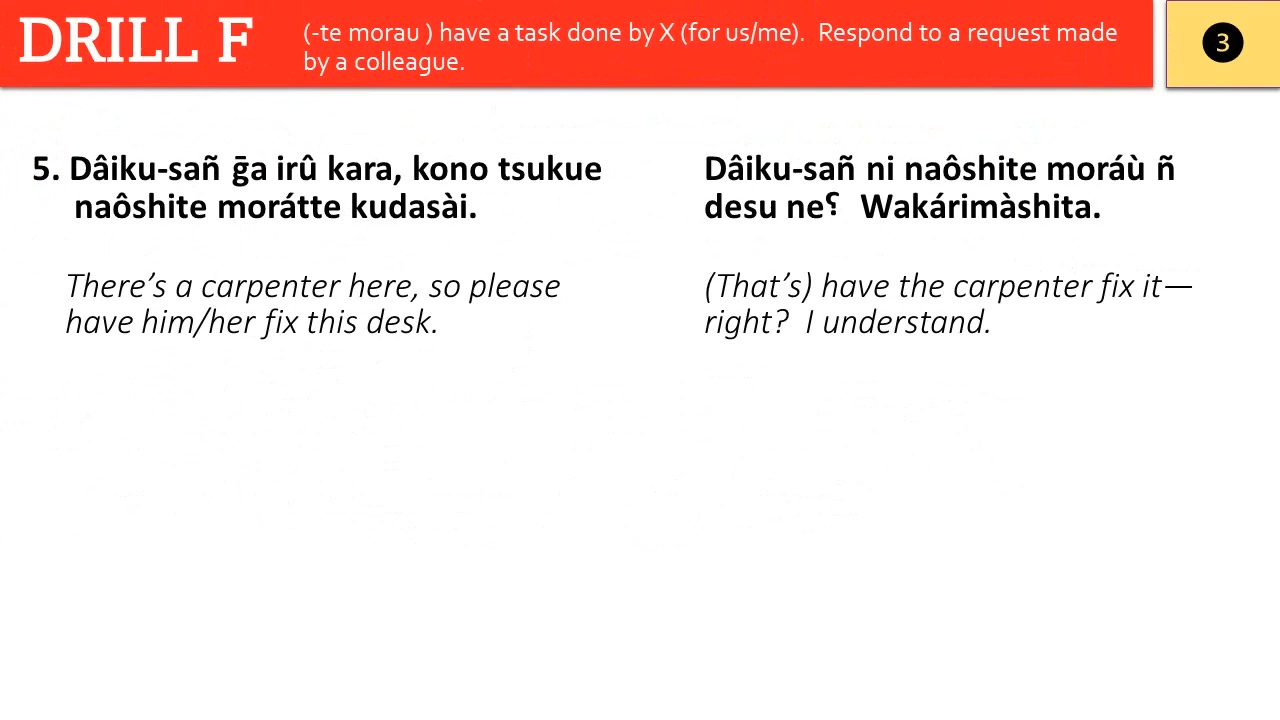 DRILL F
(-te morau ) have a task done by X (for us/me).  Respond to a request made
by a colleague.
3
5. Dâiku-sañ ḡa irû kara, kono tsukue
naôshite morátte kudasài.
Dâiku-sañ ni naôshite moráù ñ
desu ne␚  Wakárimàshita.
There’s a carpenter here, so please
have him/her fix this desk.
(That’s) have the carpenter fix it—
right?  I understand.